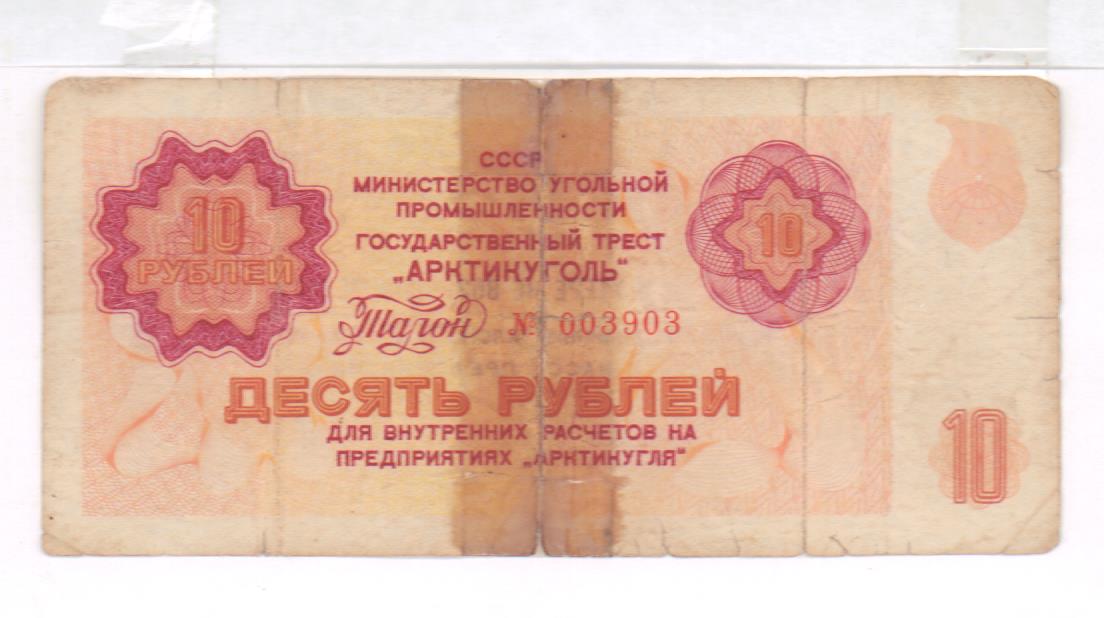 10
РУБЛЕЙ
СССР
МИНИСТЕРСТВО УГОЛЬНОЙ
ПРОМЫШЛЕННОСТИ
ГОСУДАРСТВЕННЫЙ ТРЕСТ
„АРКТИКУГОЛЬ“
Талон № 003903
10
ДЕСЯТЬ РУБЛЕЙ
ДЛЯ ВНУТРЕННИХ РАСЧЕТОВ НА
ПРЕДПРИЯТИЯХ „АРКТИКУГЛЯ“
10